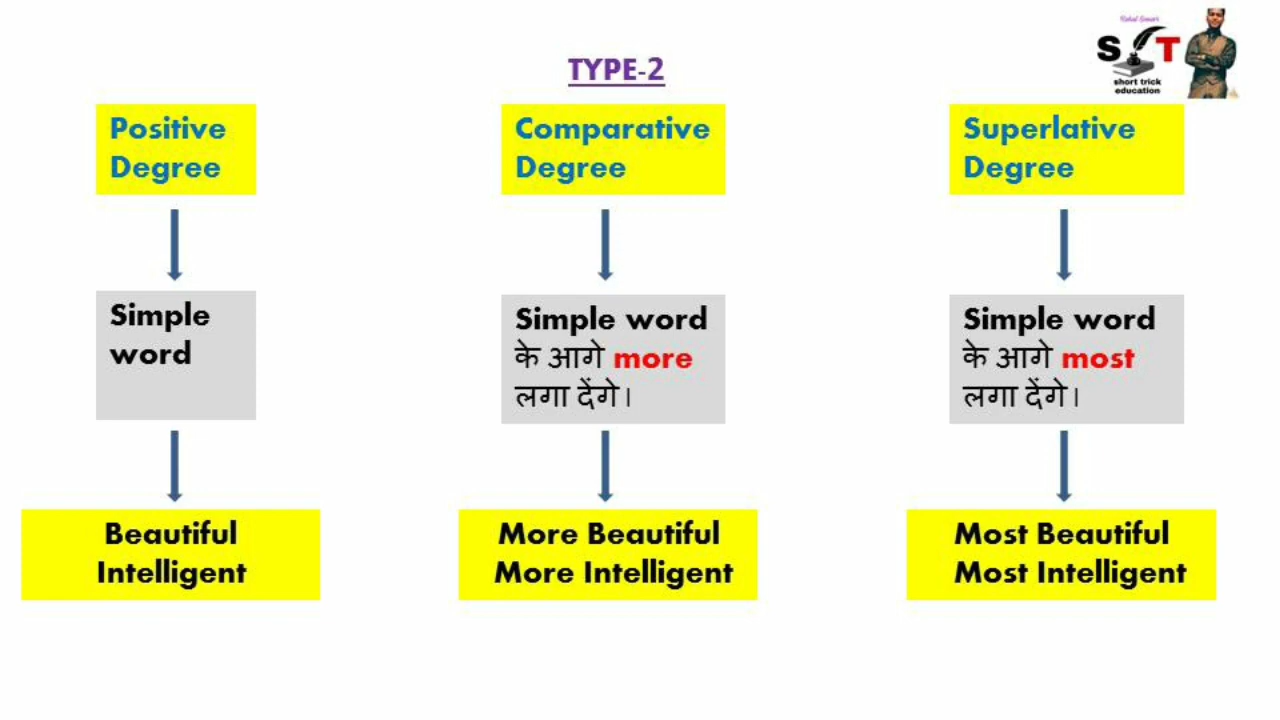 TYPE-2
S T
short trick
education
Positive
Degree
Simple
word
Beautiful
Intelligent
Comparative
Degree
Simple word
के आगे more
लगा देंगे।
More Beautiful
More Intelligent
Superlative
Degree
Simple word
के आगे most
लगा देंगे।
Most Beautiful
Most Intelligent